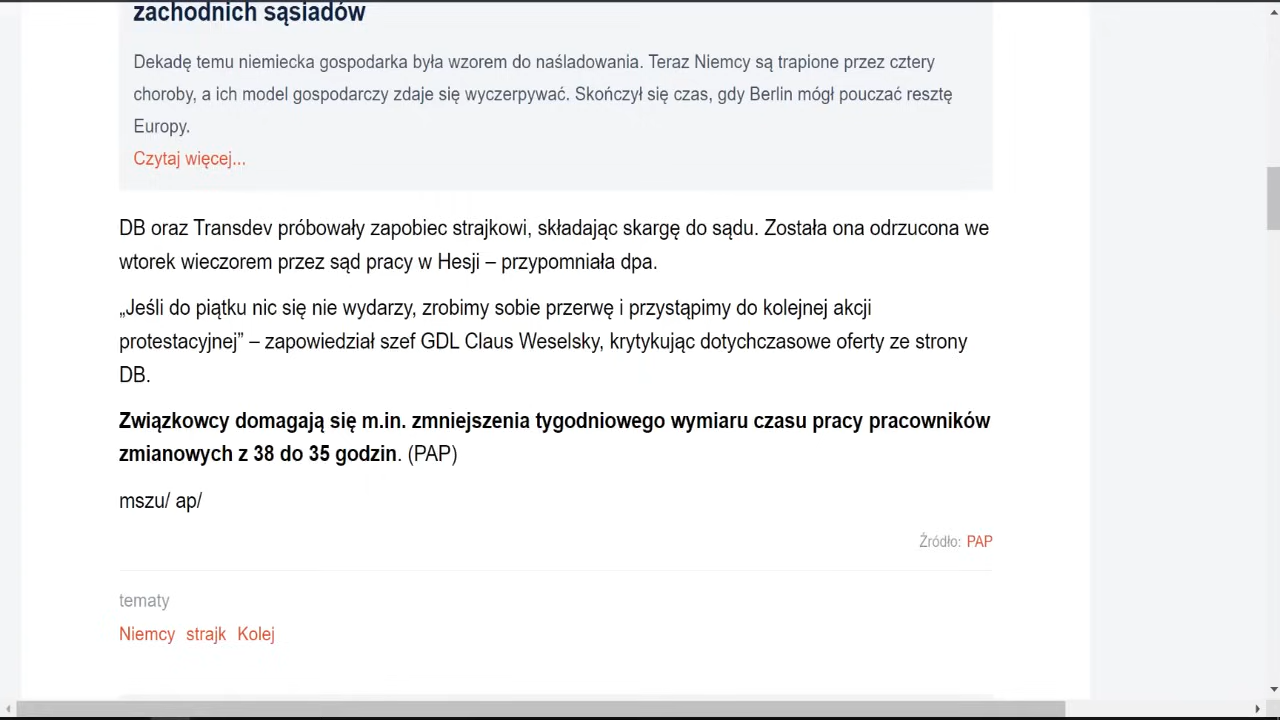 zachodnich sąsiadów
Dekadę temu niemiecka gospodarka była wzorem do naśladowania. Teraz Niemcy są trapione przez cztery
choroby, a ich model gospodarczy zdaje się wyczerpywać. Skończył się czas, gdy Berlin mógł pouczać resztę
Europy.
Czytaj więcej...
DB oraz Transdev próbowały zapobiec strajkowi, składając skargę do sądu. Została ona odrzucona we
wtorek wieczorem przez sąd pracy w Hesji – przypomniała dpa.
„Jeśli do piątku nic się nie wydarzy, zrobimy sobie przerwę i przystąpimy do kolejnej akcji
protestacyjnej” – zapowiedział szef GDL Claus Weselsky, krytykując dotychczasowe oferty ze strony
DB.
Związkowcy domagają się m.in. zmniejszenia tygodniowego wymiaru czasu pracy pracowników
zmianowych z 38 do 35 godzin. (PAP)
mszu/ ap/
Źródło: PAP
tematy
Niemcy strajk Kolej